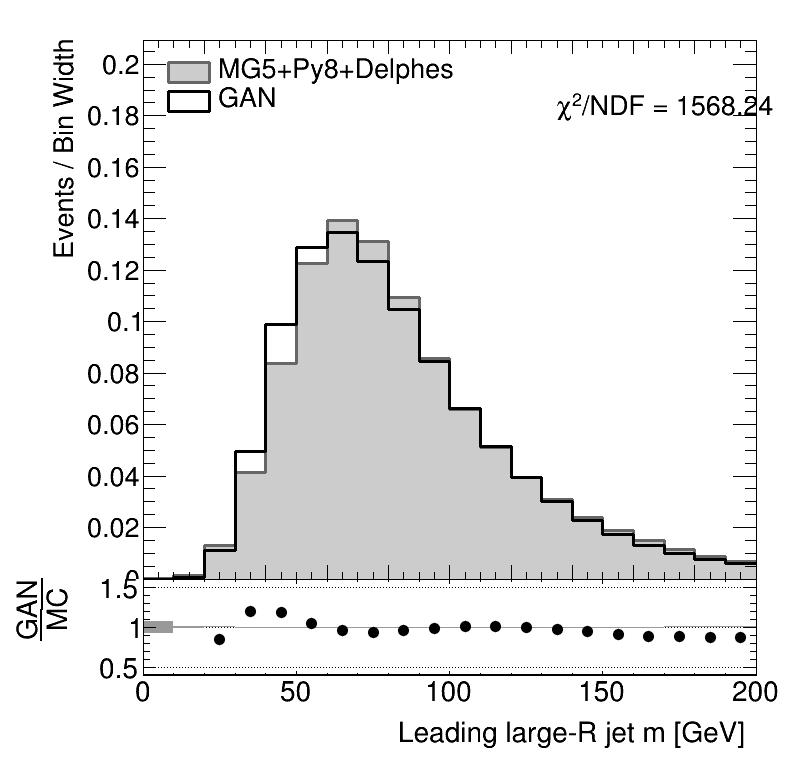 Events / Bin Width
0.2
0.18
0.16
0.14
0.12
0.1
0.08
0.06
0.04
0.02
0
MG5+Py8+Delphes
GAN
χ²/NDF = 1568.24
GAN
MC
1.5
1
0.5
0
50
100
150
200
Leading large-R jet m [GeV]